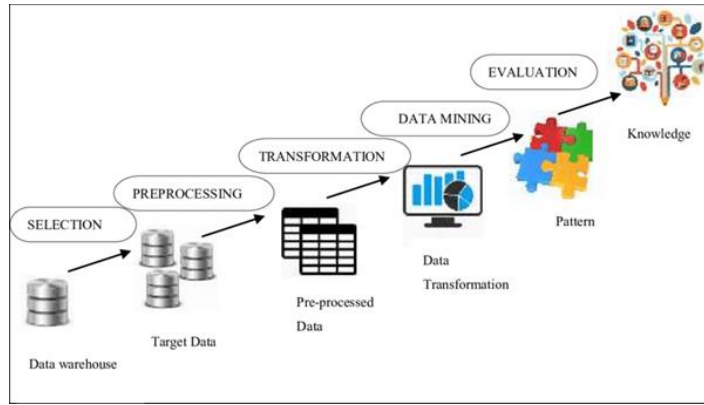 EVALUATION
Knowledge
DATA MINING
Pattern
TRANSFORMATION
Data
Transformation
PREPROCESSING
Pre-processed
Data
SELECTION
Target Data
Data warehouse